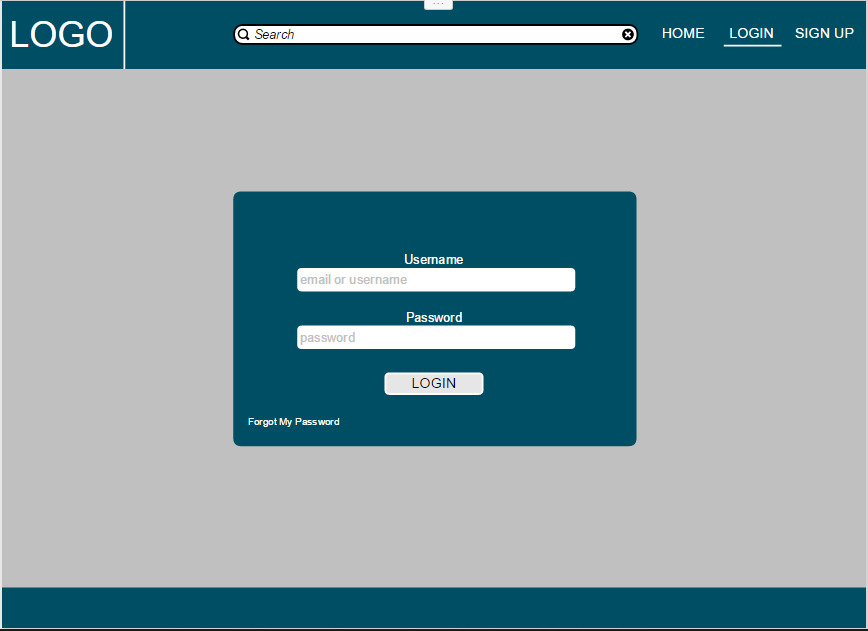 LOGO
Search
HOME
LOGIN
SIGN UP
Username
email or username
Password
password
LOGIN
Forgot My Password